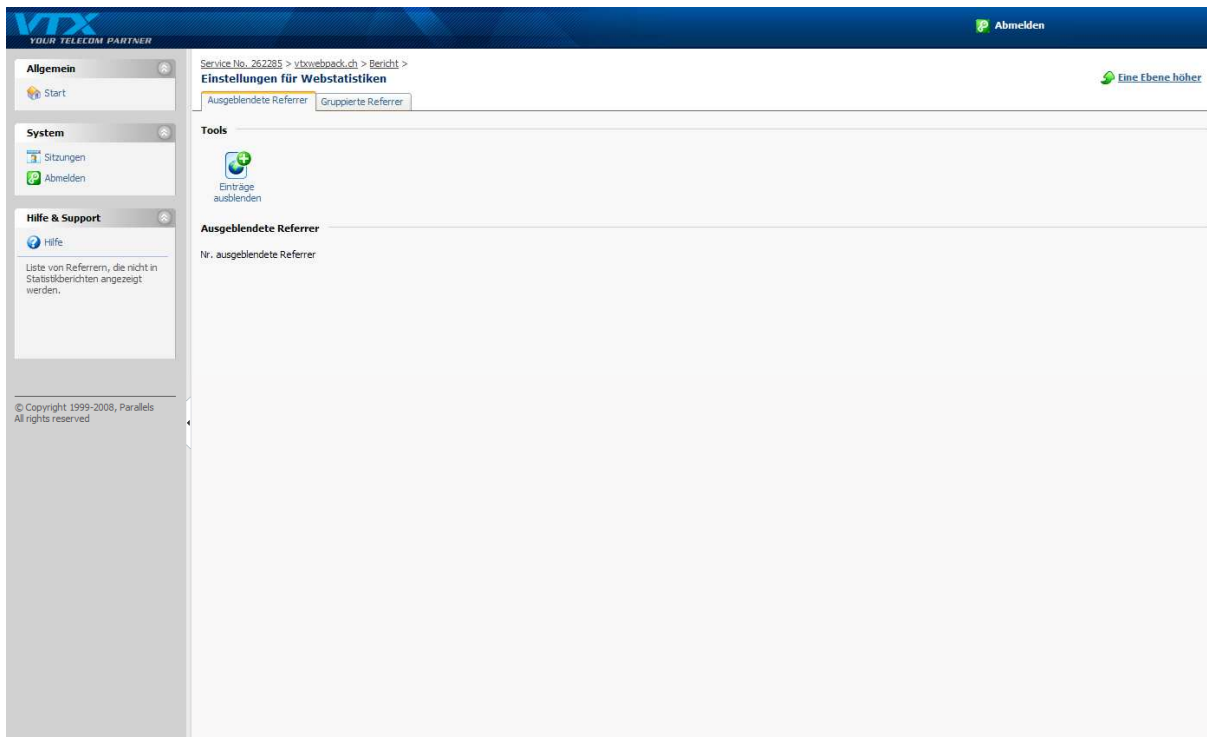 VTX
YOUR TELECOM PARTNER
Abmelden
Allgemein
Start
System
Sitzungen
Abmelden
Hilfe & Support
Hilfe
Liste von Referrern, die nicht in
Statistikberichten angezeigt
werden.
© Copyright 1999-2008, Parallels
All rights reserved
Service No. 262285 > vtxwebpack.ch > Bericht >
Einstellungen für Webstatistiken
Eine Ebene höher
Ausgeblendete Referrer Gruppierte Referrer
Tools
Einträge
ausblenden
Ausgeblendete Referrer
Nr. ausgeblendete Referrer